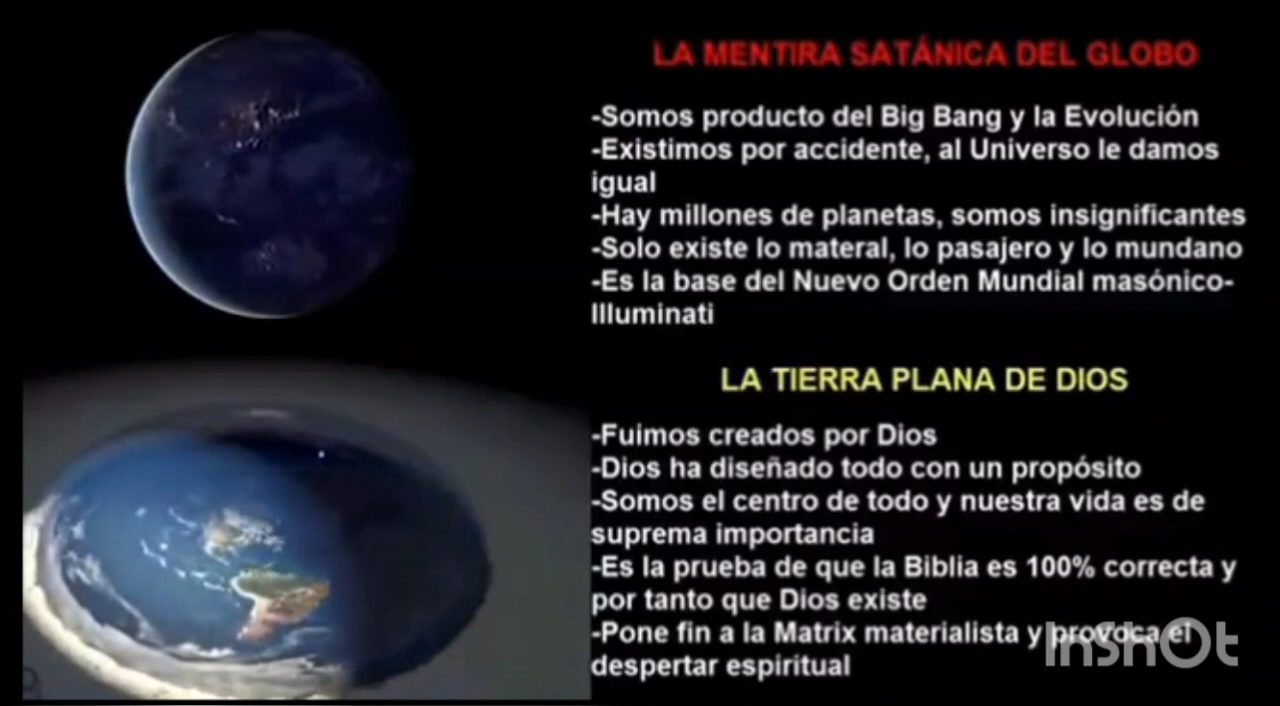 LA MENTIRA SATÁNICA DEL GLOBO
-Somos producto del Big Bang y la Evolución
-Existimos por accidente, al Universo le damos
igual
-Hay millones de planetas, somos insignificantes
-Solo existe lo materal, lo pasajero y lo mundano
-Es la base del Nuevo Orden Mundial masónico-
Illuminati
LA TIERRA PLANA DE DIOS
-Fuimos creados por Dios
-Dios ha diseñado todo con un propósito
-Somos el centro de todo y nuestra vida es de
suprema importancia
-Es la prueba de que la Biblia es 100% correcta y
por tanto que Dios existe
-Pone fin a la Matrix materialista y provoca el
despertar espiritual
InShOt